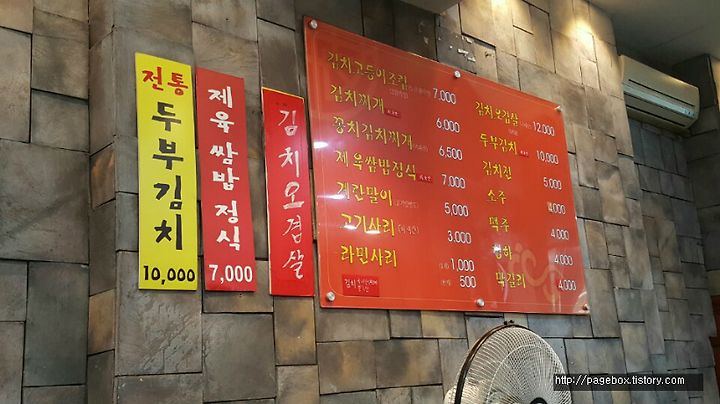 전통
두부김치
10,000
제육쌈밥정식
7,000
김치오겹살
김치고등어조림 7,000
김치찌개 6,000
꽁치김치찌개 6,500
제육쌈밥정식 7,000
계란말이 5,000
고기사리 3,000
라면사리 1,000
500
김치
김치오겹살 12,000
두부김치 10,000
김치전 5,000
소주 4,000
맥주 4,000
청하 4,000
막걸리 4,000
http://pagebox.tistory.com